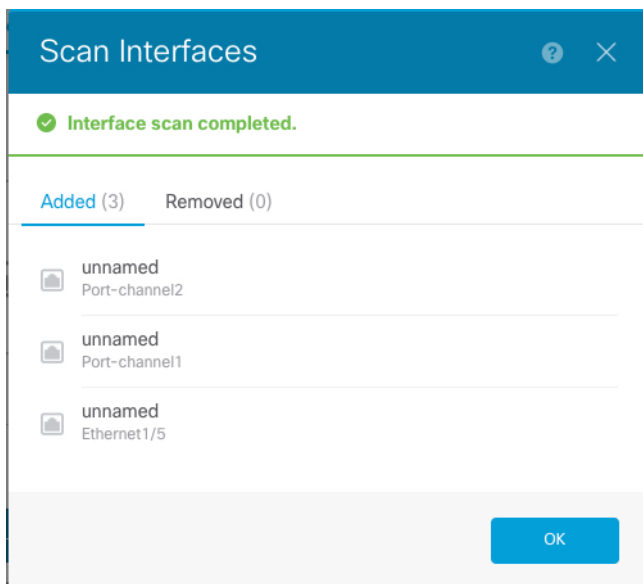 Scan Interfaces
Interface scan completed.
Added (3) Removed (0)
unnamed
Port-channel2
unnamed
Port-channel1
unnamed
Ethernet1/5
OK